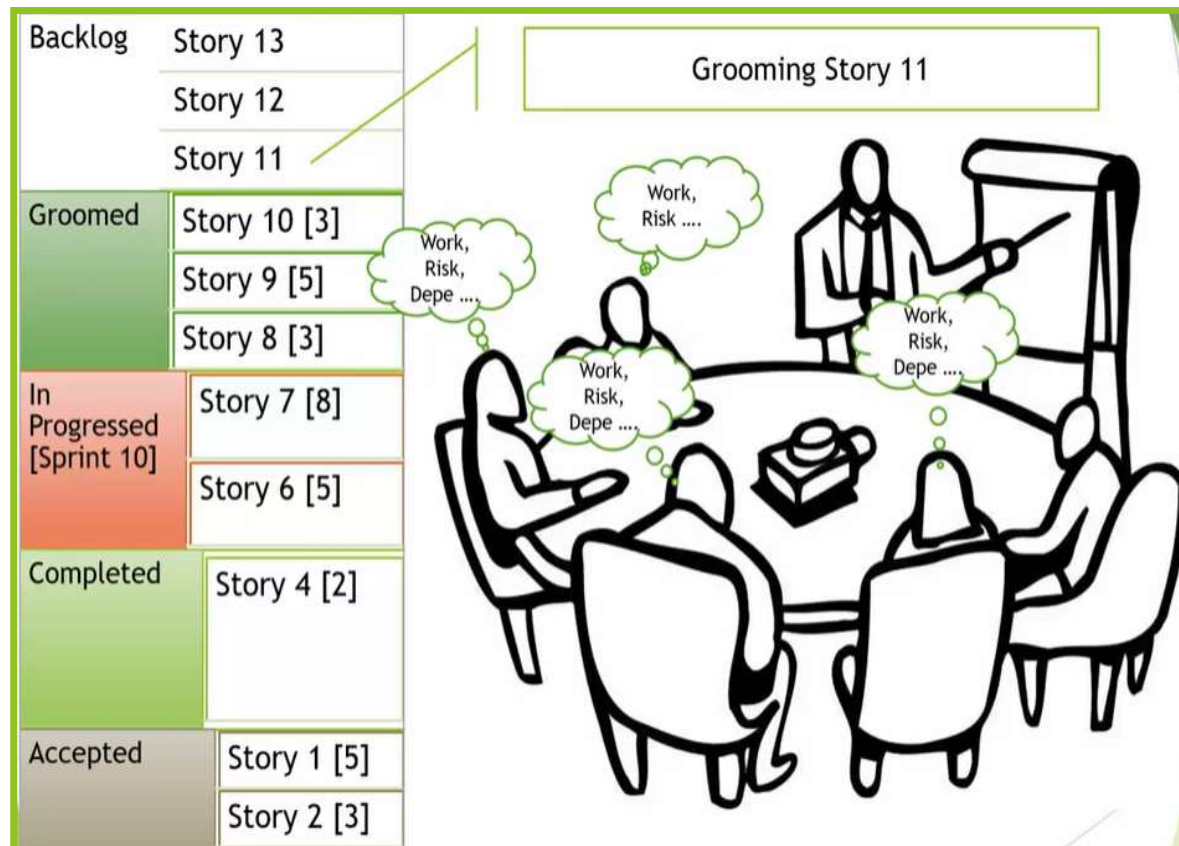 Backlog
Story 13
Story 12
Story 11
Groomed
Story 10 [3]
Story 9 [5]
Story 8 [3]
In
Progressed
[Sprint 10]
Story 7 [8]
Story 6 [5]
Completed
Story 4 [2]
Accepted
Story 1 [5]
Story 2 [3]
Grooming Story 11
Work,
Risk ....
Work,
Risk,
Depe ....
Work,
Risk,
Depe ....
Work,
Risk,
Depe ....